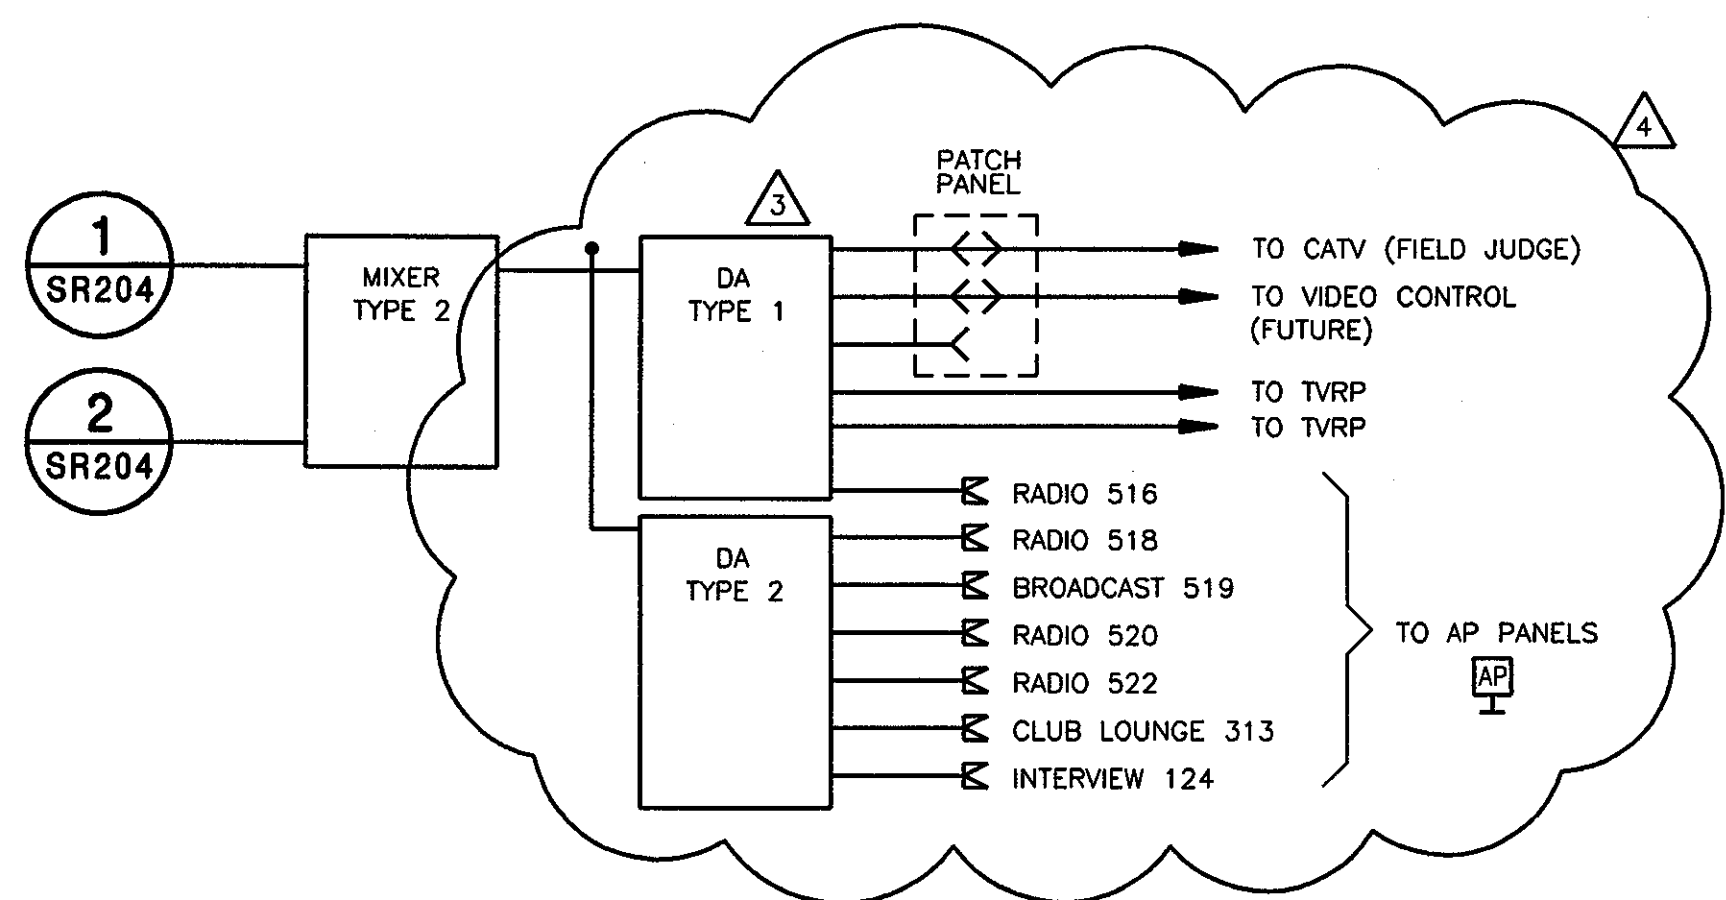 4
PATCH
PANEL
3
1
SR204
MIXER
TYPE 2
DA
TYPE 1
TO CATV (FIELD JUDGE)
TO VIDEO CONTROL
(FUTURE)
2
SR204
TO TVRP
TO TVRP
RADIO 516
RADIO 518
DA
TYPE 2
BROADCAST 519
RADIO 520
RADIO 522
CLUB LOUNGE 313
INTERVIEW 124
TO AP PANELS
AP